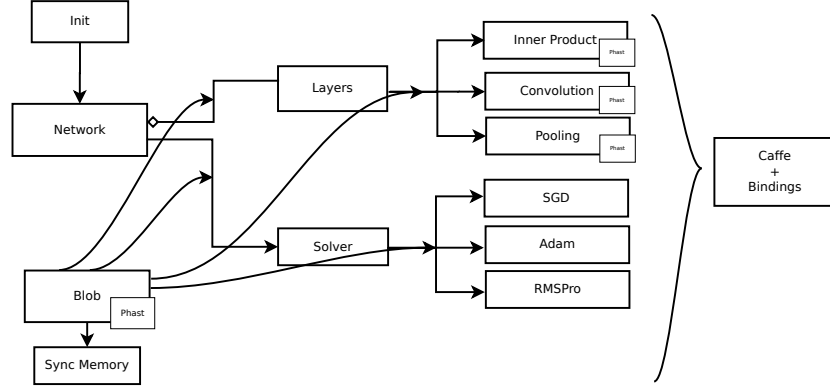 Init
Network
Layers
Inner Product
Phast
Convolution
Phast
Pooling
Phast
Caffe
+
Bindings
SGD
Solver
Adam
RMSPro
Blob
Phast
Sync Memory